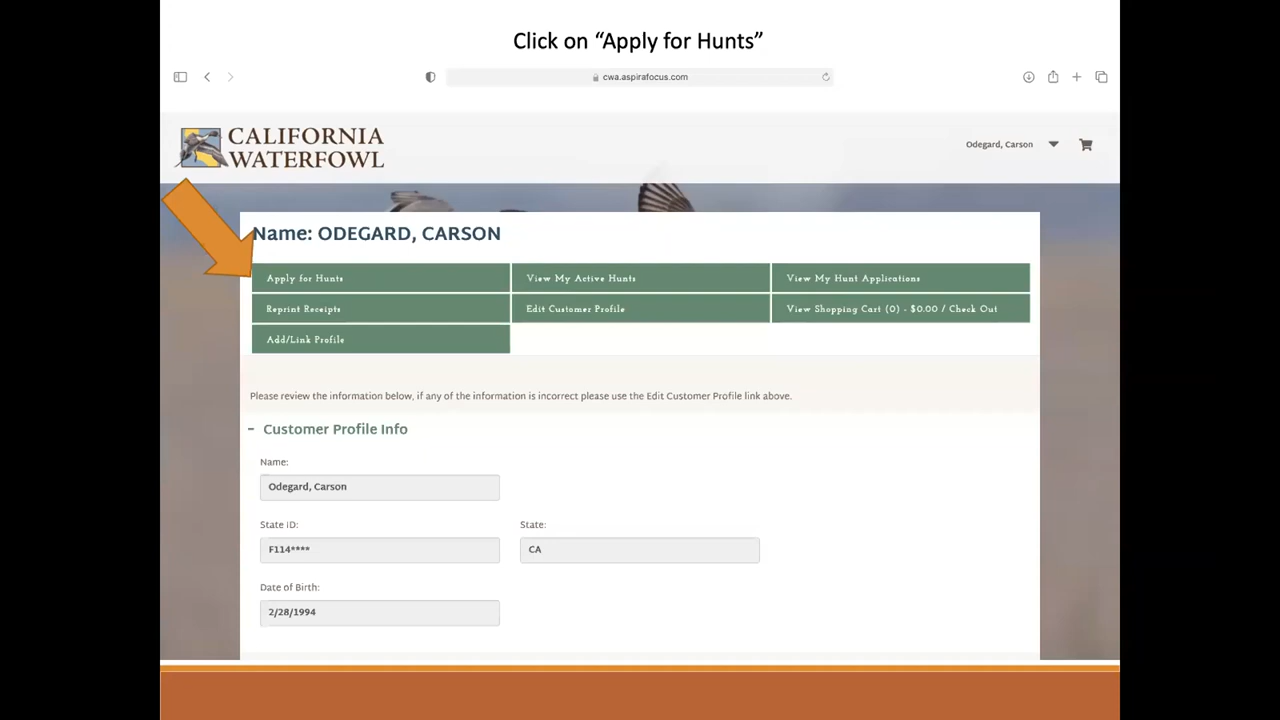 Click on “Apply for Hunts”
cwa.aspirafocus.com
CALIFORNIA
WATERFOWL
Odegard, Carson
Name: ODEGARD, CARSON
Apply for Hunts
View My Active Hunts
View My Hunt Applications
Reprint Receipts
Edit Customer Profile
View Shopping Cart (0) - $0.00 / Check Out
Add/Link Profile
Please review the information below, if any of the information is incorrect please use the Edit Customer Profile link above.
– Customer Profile Info
Name:
Odegard, Carson
State ID:
State:
F114****
CA
Date of Birth:
2/28/1994